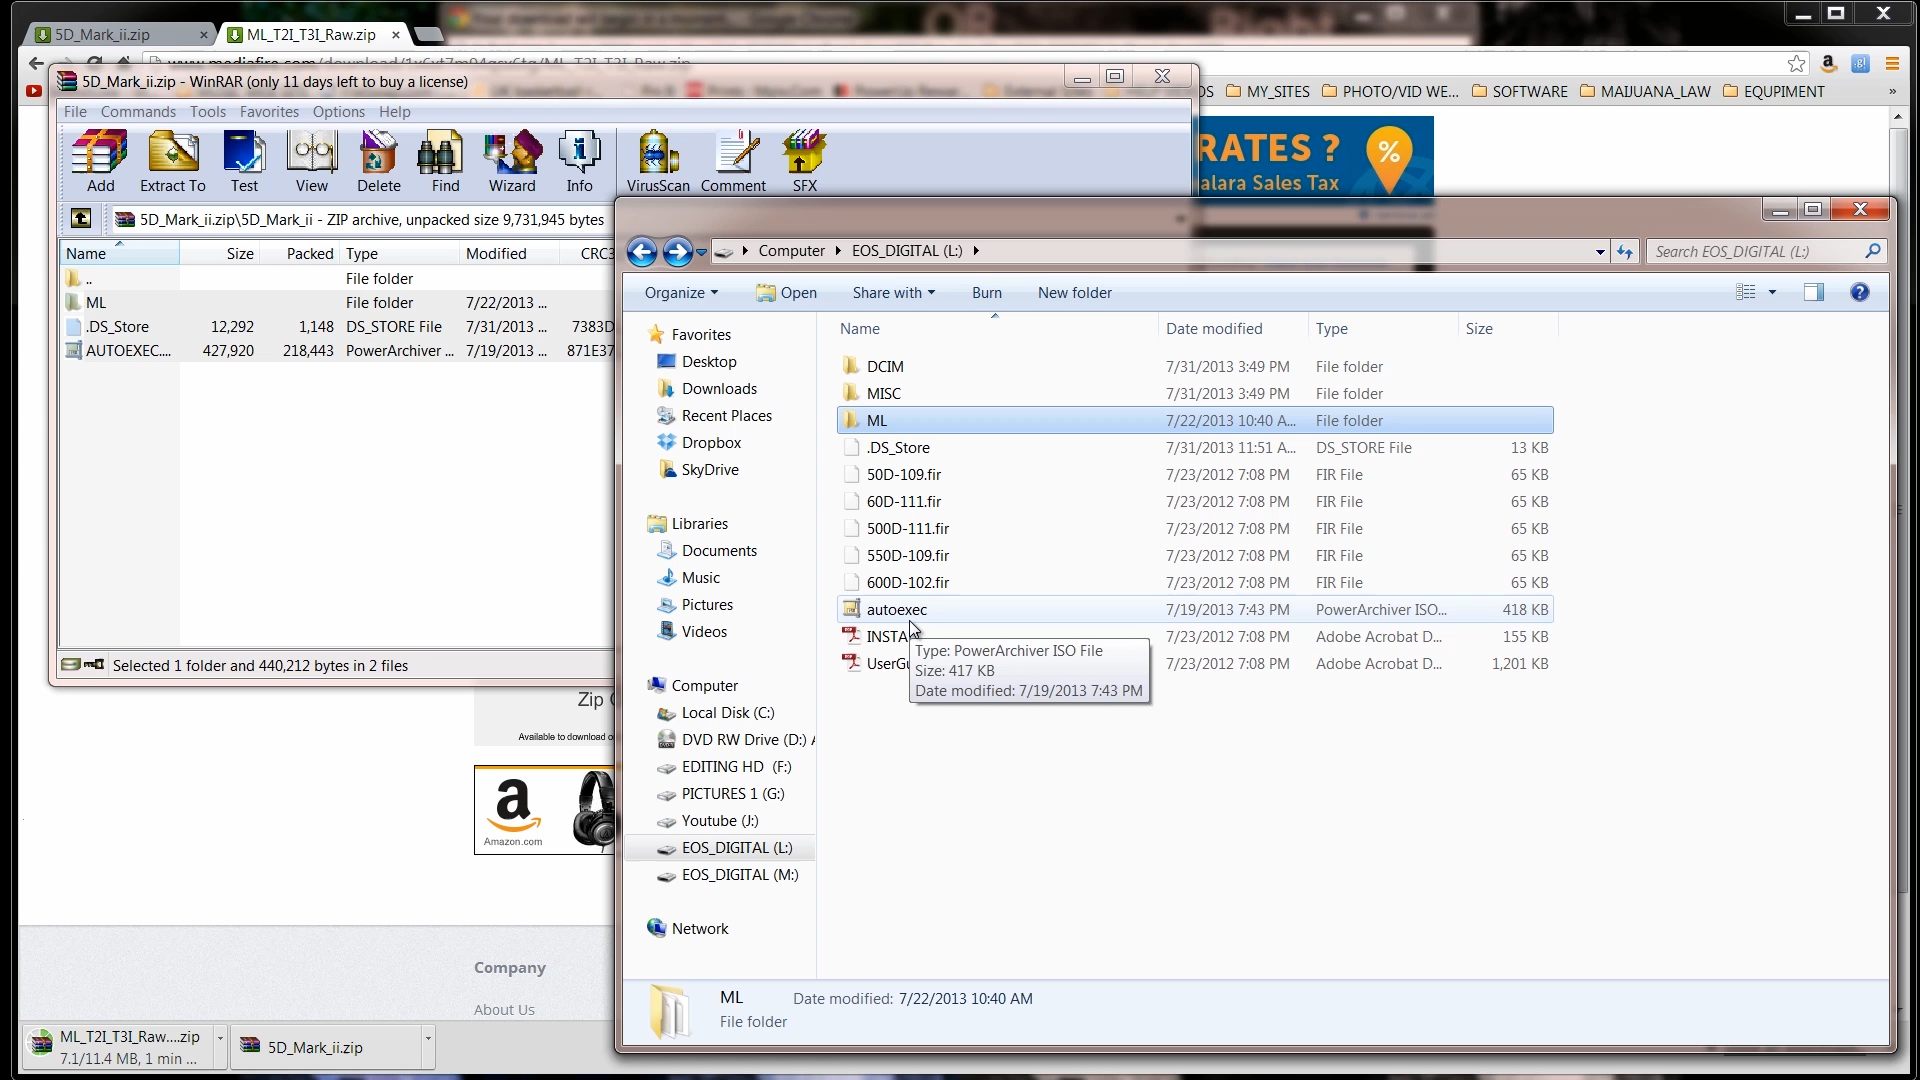 5D_Mark_ii.zip
ML_T2I_T3I_Raw.zip
5D_Mark_ii.zip - WinRAR (only 11 days left to buy a license)
MY_SITES
PHOTO/VID WE...
SOFTWARE
MAIJUANA_LAW
EQUPIMENT
»
File Commands Tools Favorites Options Help
Add
Extract To
Test
View
Delete
Find
Wizard
Info
VirusScan
Comment
SFX
5D_Mark_ii.zip\5D_Mark_ii - ZIP archive, unpacked size 9,731,945 bytes
Name Size Packed Type Modified CRC3
.. File folder
ML File folder 7/22/2013 ...
.DS_Store 12,292 1,148 DS_STORE File 7/31/2013 ... 7383D
AUTOEXEC.... 427,920 218,443 PowerArchiver ... 7/19/2013 ... 871E37
Selected 1 folder and 440,212 bytes in 2 files
RATES ?
%
alara Sales Tax
Computer
EOS_DIGITAL (L:)
Search EOS_DIGITAL (L:)
Organize
Open
Share with
Burn
New folder
Favorites
Desktop
Downloads
Recent Places
Dropbox
SkyDrive
Libraries
Documents
Music
Pictures
Videos
Computer
Local Disk (C:)
DVD RW Drive (D:)
EDITING HD (F:)
PICTURES 1 (G:)
Youtube (J:)
EOS_DIGITAL (L:)
EOS_DIGITAL (M:)
Network
Name Date modified Type Size
DCIM 7/31/2013 3:49 PM File folder
MISC 7/31/2013 3:49 PM File folder
ML 7/22/2013 10:40 A... File folder
.DS_Store 7/31/2013 11:51 A... DS_STORE File 13 KB
50D-109.fir 7/23/2012 7:08 PM FIR File 65 KB
60D-111.fir 7/23/2012 7:08 PM FIR File 65 KB
500D-111.fir 7/23/2012 7:08 PM FIR File 65 KB
550D-109.fir 7/23/2012 7:08 PM FIR File 65 KB
600D-102.fir 7/23/2012 7:08 PM FIR File 65 KB
autoexec 7/19/2013 7:43 PM PowerArchiver ISO... 418 KB
INSTA 7/23/2012 7:08 PM Adobe Acrobat D... 155 KB
UserGu 7/23/2012 7:08 PM Adobe Acrobat D... 1,201 KB
Type: PowerArchiver ISO File
Size: 417 KB
Date modified: 7/19/2013 7:43 PM
ML Date modified: 7/22/2013 10:40 AM
File folder
Zip
Available to download
a
Amazon.com
Company
About Us
ML_T2I_T3I_Raw....zip
7.1/11.4 MB, 1 min ...
5D_Mark_ii.zip